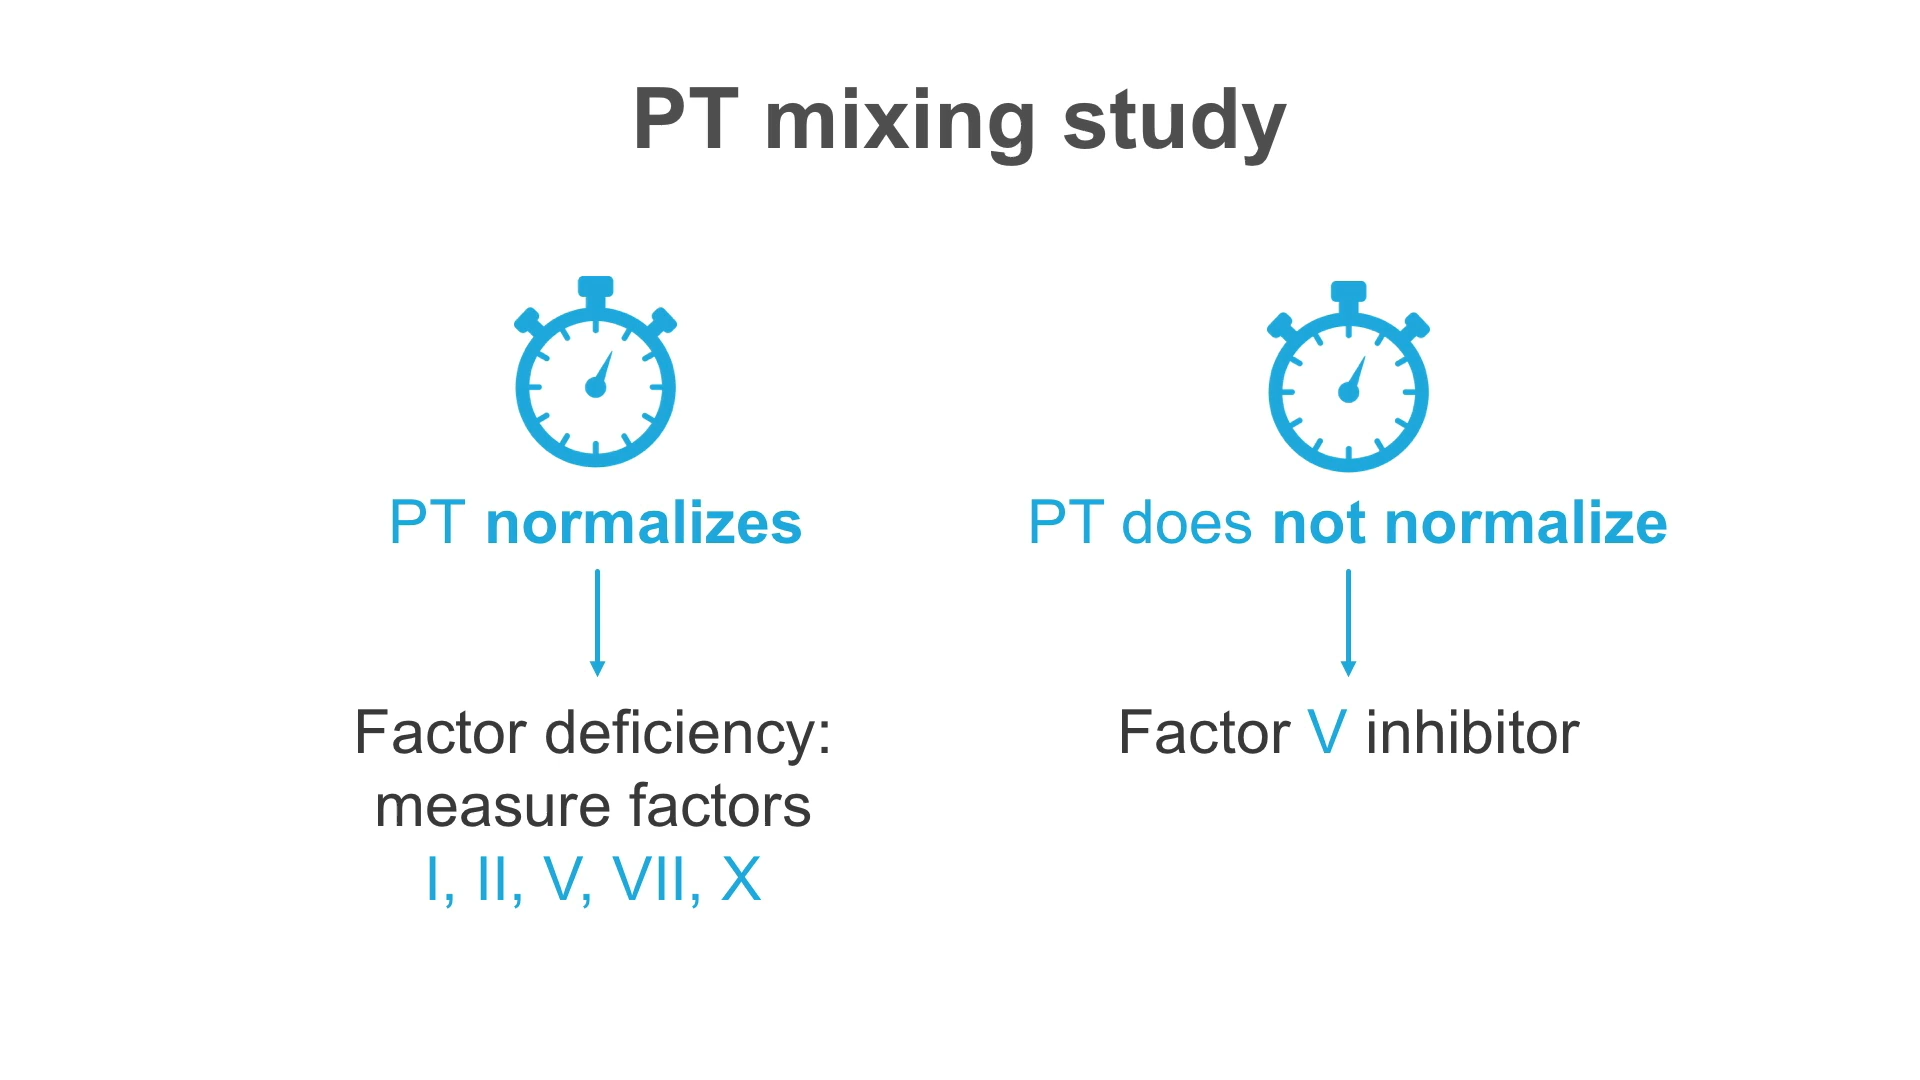 PT mixing study
PT normalizes
PT does not normalize
Factor deficiency:
measure factors
I, II, V, VII, X
Factor V inhibitor